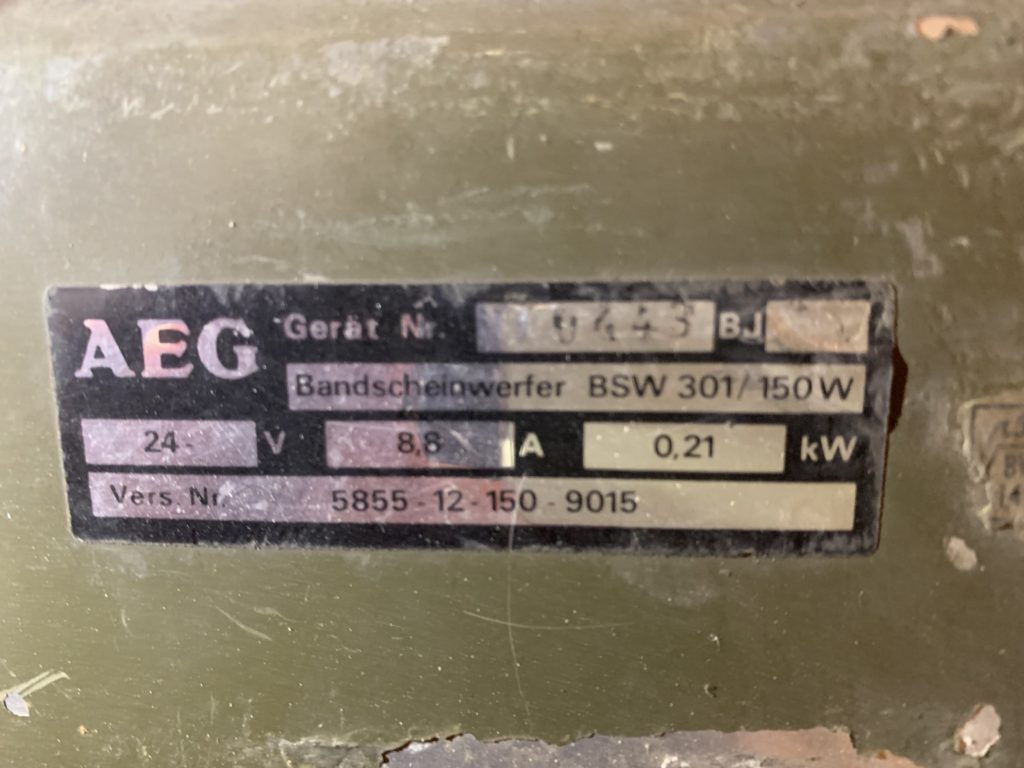 AEG
Gerät Nr. BJ
Bandscheinwerfer BSW 301/150 W
24- V 8,8 A 0,21 kW
Vers Nr. 5855-12-150-9015